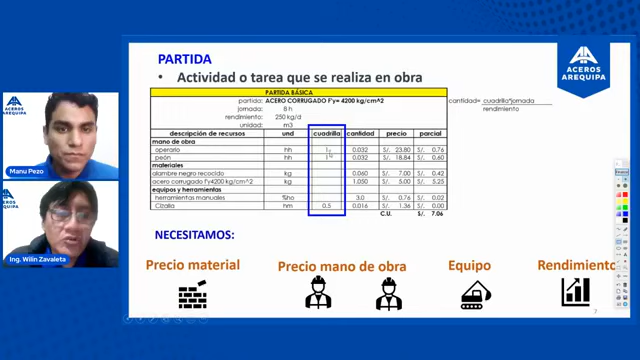 PARTIDA
• Actividad o tarea que se realiza en obra
ACEROS
AREQUIPA
PARTIDA BÁSICA
partida: ACERO CORRUGADO F'y= 4200 kg/cm^2
jornada: 8 h
rendimiento: 250 kg/d
unidad: m3
cantidad= cuadrilla*jornada
rendimiento
descripción de recursos und cuadrilla cantidad precio parcial
mano de obra
operario hh 1 0.032 S/. 23.80 S/. 0.76
peón hh 1 0.032 S/. 18.84 S/. 0.60
materiales
alambre negro recocido kg 0.060 S/. 7.00 S/. 0.42
acero corrugado f'y4200 kg/cm^2 kg 1.050 S/. 5.00 S/. 5.25
equipos y herramientas
herramientas manuales %ho 3.0 S/. 0.76 S/. 0.02
Cizalla hm 0.5 0.016 S/. 1.36 S/. 0.00
C.U. S/. 7.06
NECESITAMOS:
Precio material Precio mano de obra Equipo Rendimiento
7
ACEROS
AREQUIPA
Manu Pezo
Ing. Wilin Zavaleta